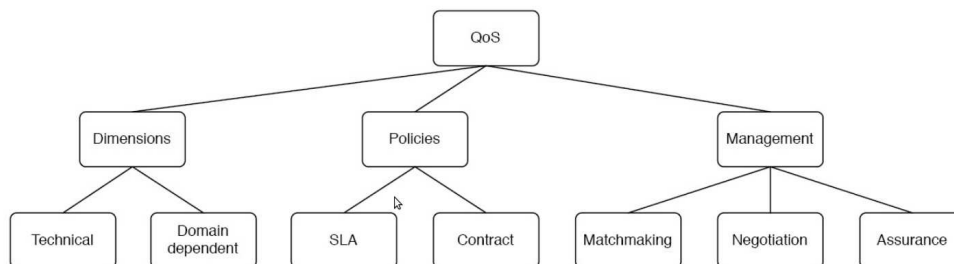 QoS
Dimensions
Policies
Management
Technical
Domain
dependent
SLA
Contract
Matchmaking
Negotiation
Assurance